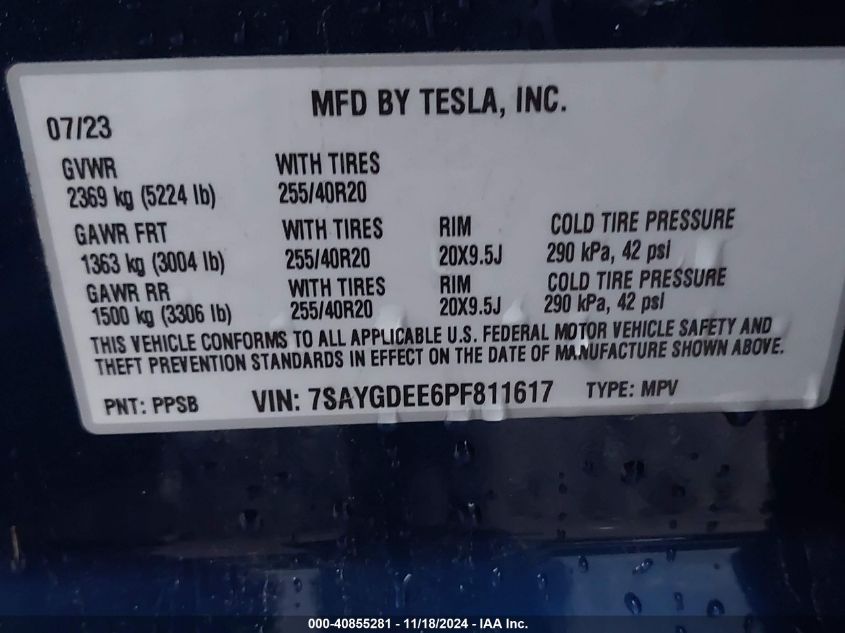 MFD BY TESLA, INC.
07/23
GVWR WITH TIRES
2369 kg (5224 lb) 255/40R20
GAWR FRT WITH TIRES RIM COLD TIRE PRESSURE
1363 kg (3004 lb) 255/40R20 20X9.5J 290 kPa, 42 psi
GAWR RR WITH TIRES RIM COLD TIRE PRESSURE
1500 kg (3306 lb) 255/40R20 20X9.5J 290 kPa, 42 psi
THIS VEHICLE CONFORMS TO ALL APPLICABLE U.S. FEDERAL MOTOR VEHICLE SAFETY AND
THEFT PREVENTION STANDARDS IN EFFECT ON THE DATE OF MANUFACTURE SHOWN ABOVE.
PNT: PPSB VIN: 7SAYGDEE6PF811617 TYPE: MPV
000-40855281 - 11/18/2024 - IAA Inc.